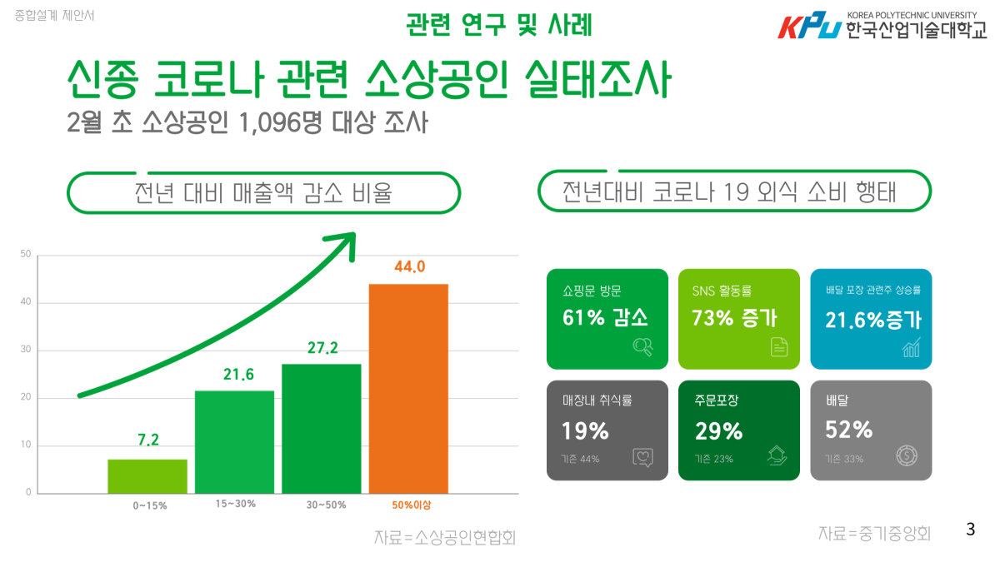 종합설계 제안서
관련 연구 및 사례
KPU
KOREA POLYTECHNIC UNIVERSITY
한국산업기술대학교
신종 코로나 관련 소상공인 실태조사
2월 초 소상공인 1,096명 대상 조사
전년 대비 매출액 감소 비율
50
40
30
20
10
0
7.2
21.6
27.2
44.0
0~15%
15~30%
30~50%
50%이상
자료=소상공인현합회
전년대비 코로나 19 외식 소비 행태
쇼핑문 방문
61% 감소
SNS 활동률
73% 증가
배달 포장 관련주 상승률
21.6%증가
매장내 취식률
19%
기존 44%
주문포장
29%
기존 23%
배달
52%
기존 33%
자료=중기중앙회
3